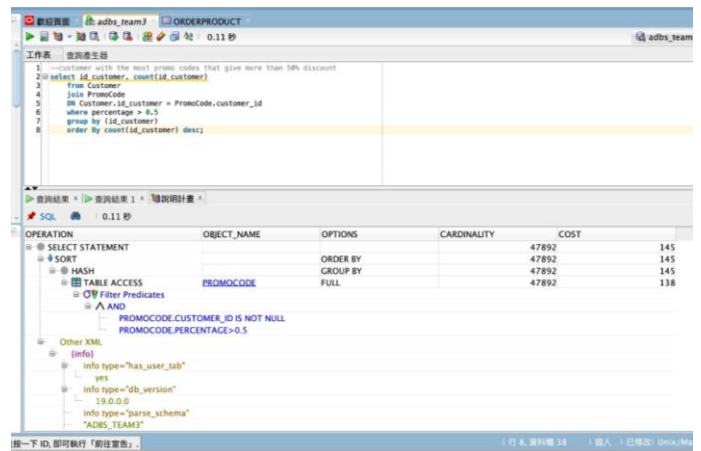 歡迎頁面 adbs_team3 ORDERPRODUCT
0.11 秒 adbs_team
工作表 查詢產生器
1 --customer with the most promo codes that give more than 50% discount
2 select id_customer, count(id_customer)
3 from Customer
4 join PromoCode
5 ON Customer.id_customer = PromoCode.customer_id
6 where percentage > 0.5
7 group by (id_customer)
8 order By count(id_customer) desc;
查詢結果 查詢結果 1 說明計畫
SQL 0.11 秒
OPERATION OBJECT_NAME OPTIONS CARDINALITY COST
SELECT STATEMENT 47892 145
SORT ORDER BY 47892 145
HASH GROUP BY 47892 145
TABLE ACCESS PROMOCODE FULL 47892 138
Filter Predicates
AND
PROMOCODE.CUSTOMER_ID IS NOT NULL
PROMOCODE.PERCENTAGE>0.5
Other XML
{info}
info type="has_user_tab"
yes
info type="db_version"
19.0.0.0
info type="parse_schema"
"ADBS_TEAM3"
按一下 ID, 即可執行「前往宣告」. 行 8, 資料欄 38 插入 已修改 Unix/Ma